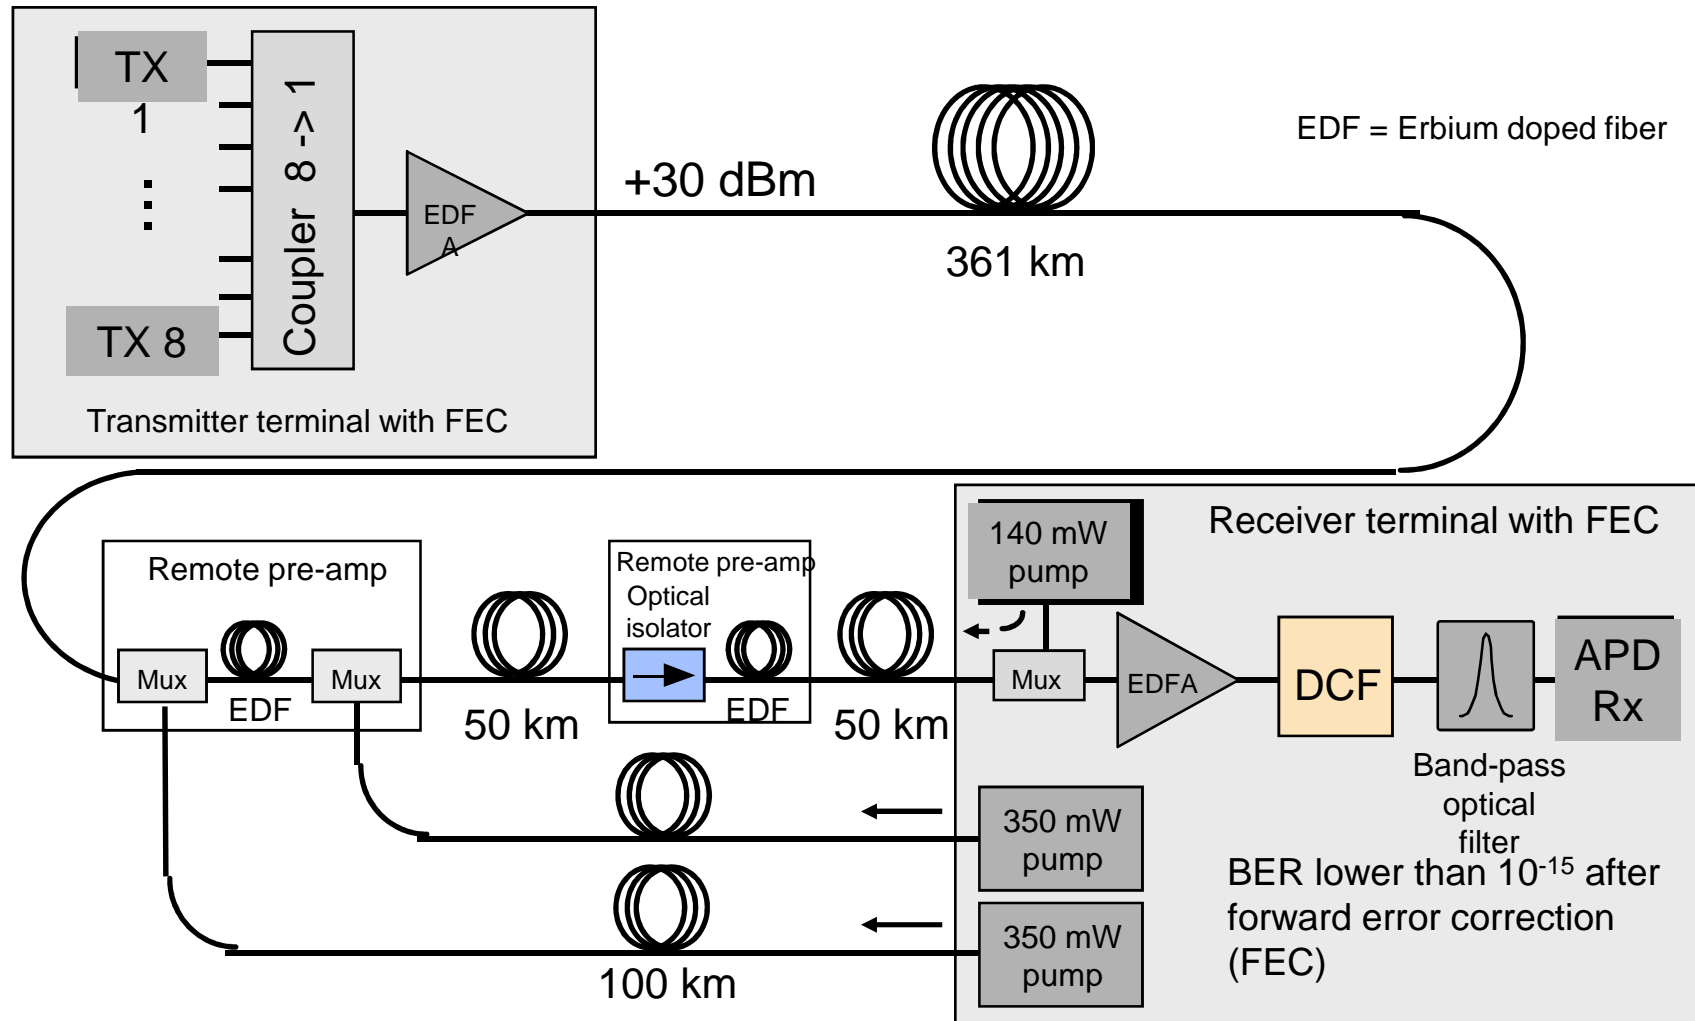 TX
1
TX 8
Coupler 8 -> 1
EDF
A
Transmitter terminal with FEC
+30 dBm
361 km
EDF = Erbium doped fiber
Remote pre-amp
Mux
EDF
Mux
50 km
Remote pre-amp
Optical
isolator
EDF
50 km
140 mW
pump
Receiver terminal with FEC
Mux
EDFA
DCF
APD
Rx
Band-pass
optical
filter
350 mW
pump
350 mW
pump
100 km
BER lower than 10⁻¹⁵ after
forward error correction
(FEC)